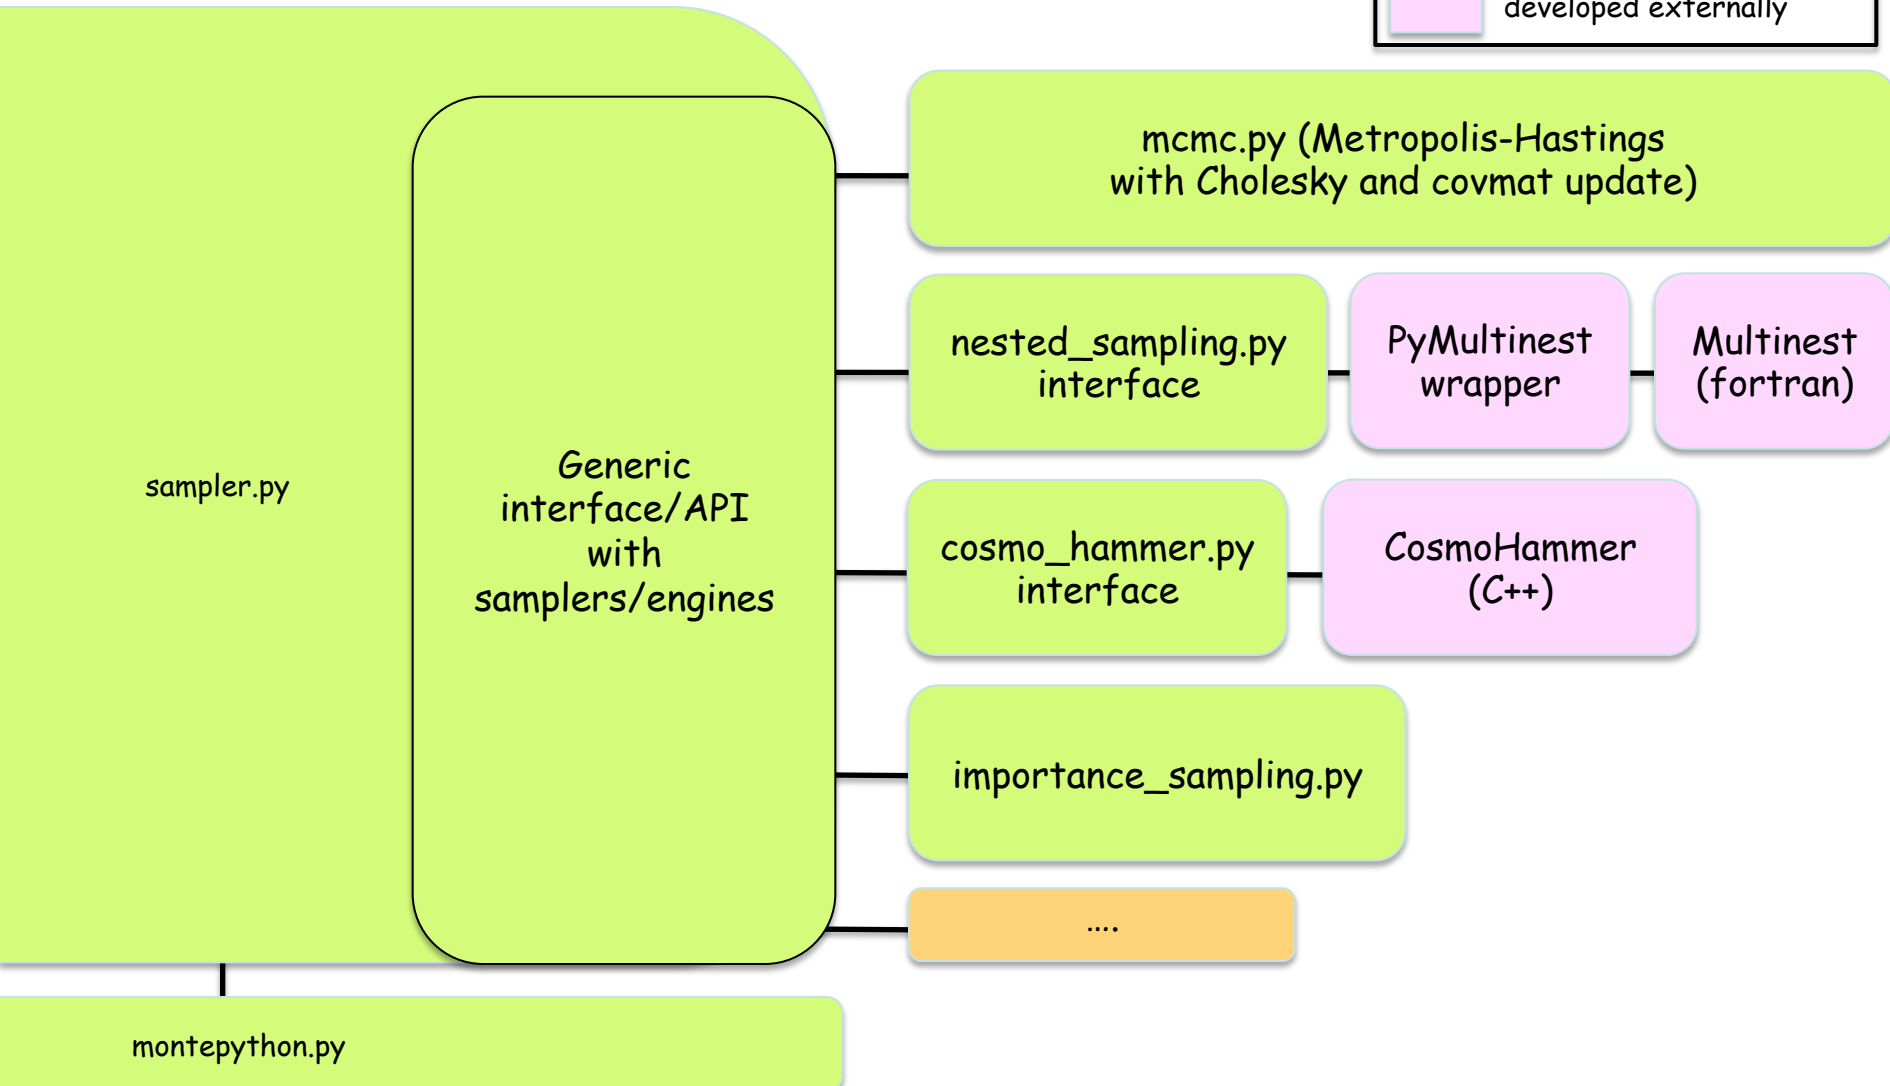 developed externally
mcmc.py (Metropolis-Hastings
with Cholesky and covmat update)
nested_sampling.py
interface
PyMultinest
wrapper
Multinest
(fortran)
sampler.py
Generic
interface/API
with
samplers/engines
cosmo_hammer.py
interface
CosmoHammer
(C++)
importance_sampling.py
....
montepython.py